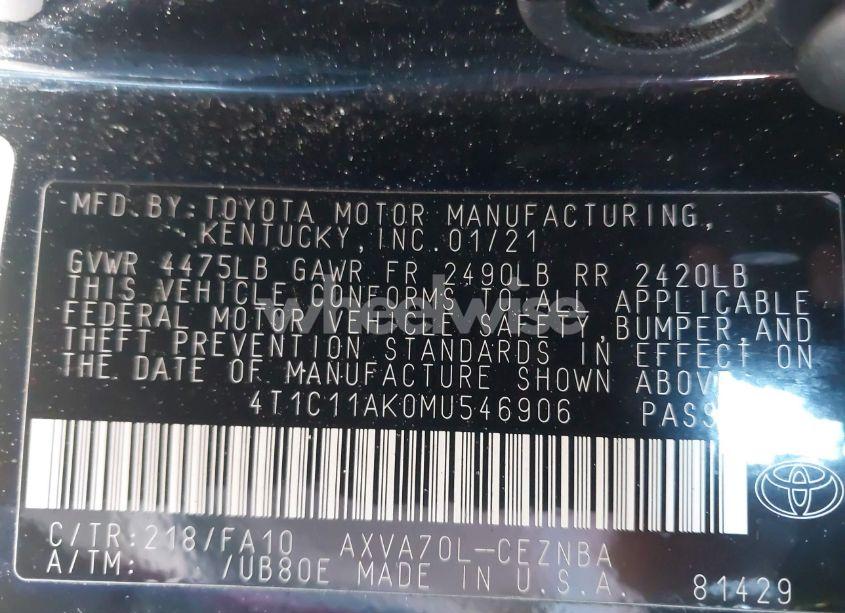 MFD.BY:TOYOTA MOTOR MANUFACTURING,
KENTUCKY,INC.01/21
GVWR 4475LB GAWR FR 2490LB RR 2420LB
THIS VEHICLE CONFORMS TO ALL APPLICABLE
FEDERAL MOTOR VEHICLE SAFETY,BUMPER,AND
THEFT PREVENTION STANDARDS IN EFFECT ON
THE DATE OF MANUFACTURE SHOWN ABOVE
4T1C11AK0MU546906 PASS
C/TR:218/FA10 AXVA70L-CEZNBA
A/TM: /UB80E MADE IN U.S.A. 81429
wheelwise